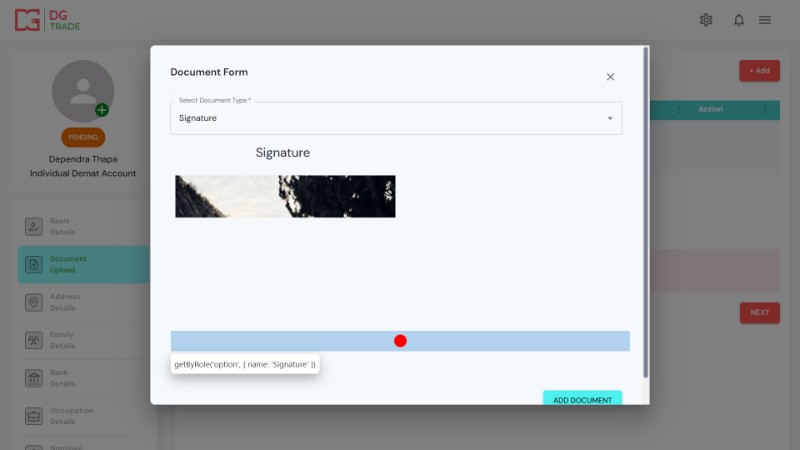 DG
TRADE
Document Form
+ Add
Select Document Type *
Signature
Action
PENDING
Signature
Dependra Thapa
Individual Demat Account
Basic
Details
Document
Upload
Address
Details
NEXT
Family
Details
getByRole('option', { name: 'Signature' })
Bank
Details
ADD DOCUMENT
Occupation
Details
Nominee